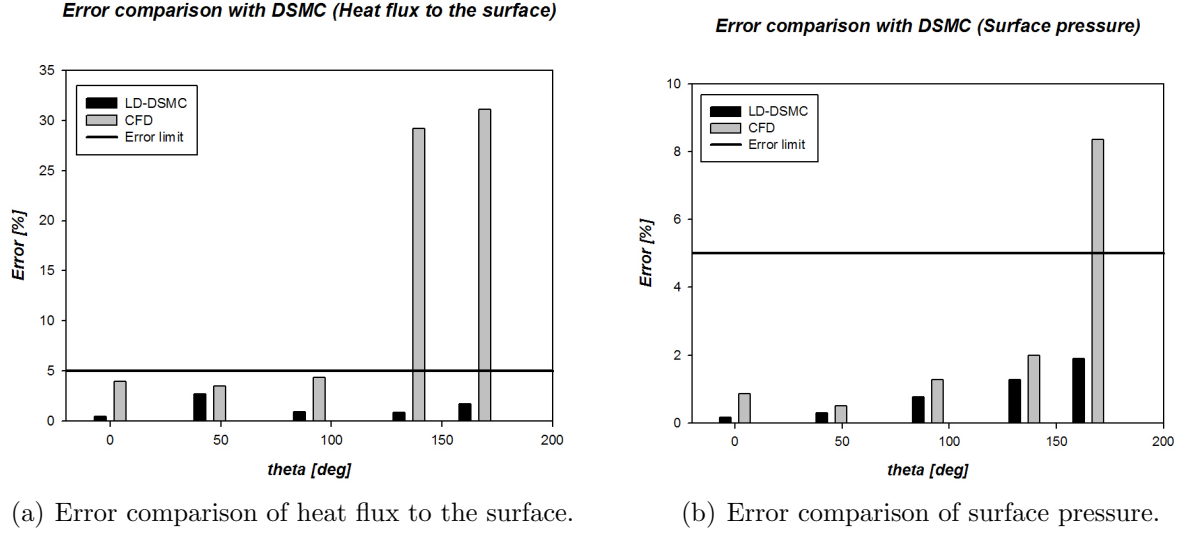 Error comparison with DSMC (Heat flux to the surface)
35
30
25
20
15
10
5
0
Error [%]
LD-DSMC
CFD
Error limit
0
50
100
150
200
theta [deg]
(a) Error comparison of heat flux to the surface.
Error comparison with DSMC (Surface pressure)
10
8
6
4
2
0
Error [%]
LD-DSMC
CFD
Error limit
0
50
100
150
200
theta [deg]
(b) Error comparison of surface pressure.